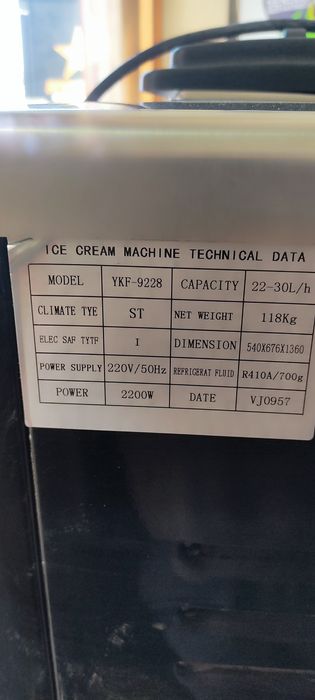 ICE CREAM MACHINE TECHNICAL DATA
MODEL YKF-9228 CAPACITY 22-30L/h
CLIMATE TYE ST NET WEIGHT 118Kg
ELEC SAF TYTF I DIMENSION 540X676X1360
POWER SUPPLY 220V/50Hz REFRIGERAT FLUID R410A/700g
POWER 2200W DATE VJ0957